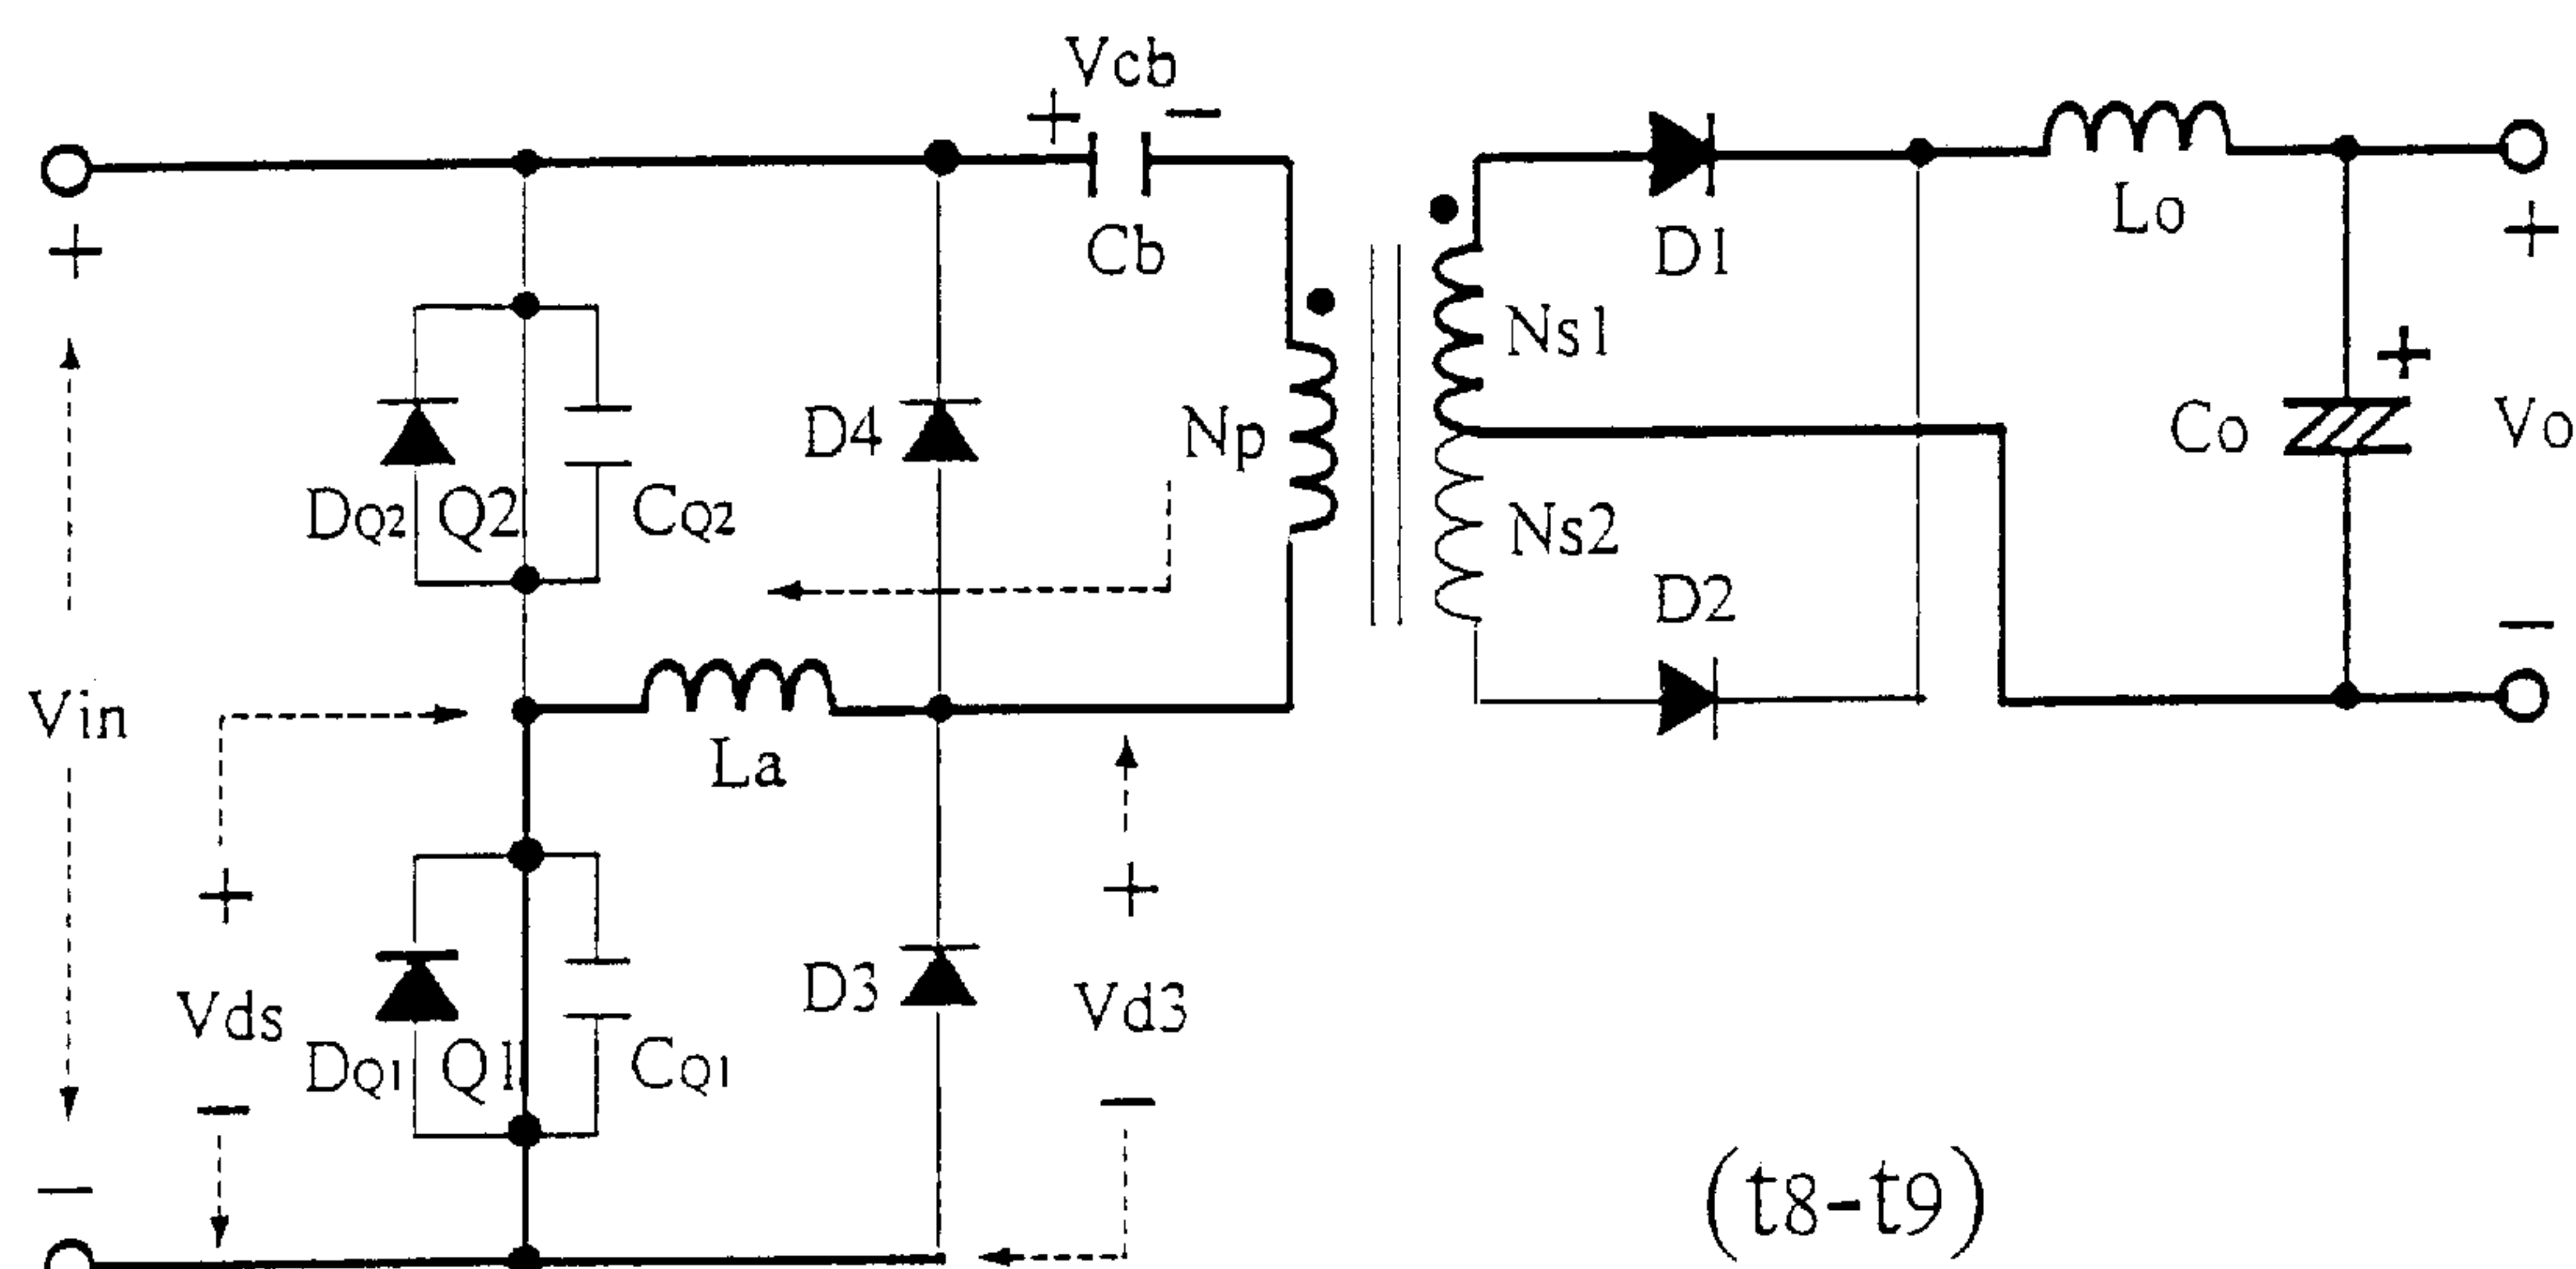 Vcb
+ −
Cb
D1
Lo
+
+
Ns1
+
D4
Np
Co
Vo
DQ2 Q2 CQ2
Ns2
D2
−
Vin
La
+
+
D3
Vds
Vd3
DQ1 Q1 CQ1
−
−
−
(t8-t9)